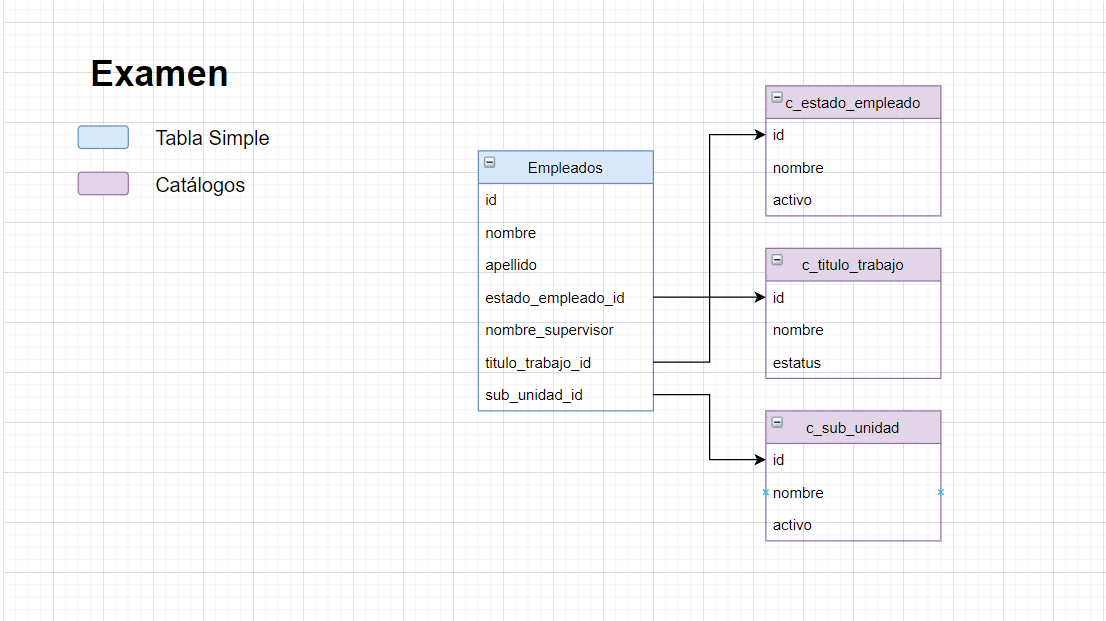 Examen
Tabla Simple
Catálogos
Empleados
id
nombre
apellido
estado_empleado_id
nombre_supervisor
titulo_trabajo_id
sub_unidad_id
c_estado_empleado
id
nombre
activo
c_titulo_trabajo
id
nombre
estatus
c_sub_unidad
id
nombre
activo